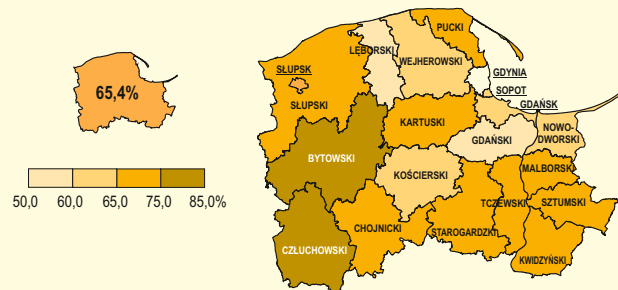 65,4%
50,0 60,0 65,0 75,0 85,0%
PUCKI
LĘBORSKI
WEJHEROWSKI
SŁUPSK
GDYNIA
SOPOT
GDAŃSK
SŁUPSKI
KARTUSKI
NOWO-
DWORSKI
GDAŃSKI
BYTOWSKI
KOŚCIERSKI
MALBORSKI
TCZEWSKI
SZTUMSKI
CHOJNICKI
STAROGARDZKI
CZŁUCHOWSKI
KWIDZYŃSKI